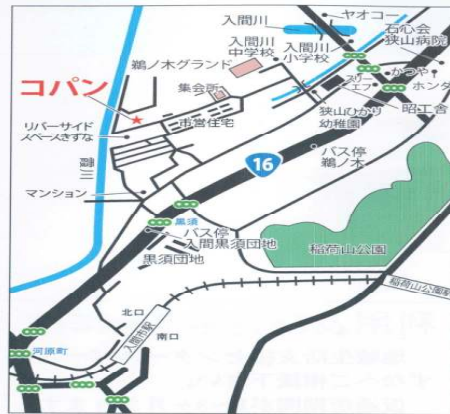 ヤオコー
入間川
石心会
狭山病院
入間川
中学校
入間川
小学校
鵜ノ木グランド
かつや
スリー
エフ
ホンダ
コパン
集会所
昭工舎
市営住宅
狭山ひかり
幼稚園
リバーサイド
スペースきずな
バス停
鵜ノ木
16
霞川
マンション
黒須
バス停
入間黒須団地
稲荷山公園
黒須団地
稲荷山公園駅
北口
入間市駅
南口
河原町